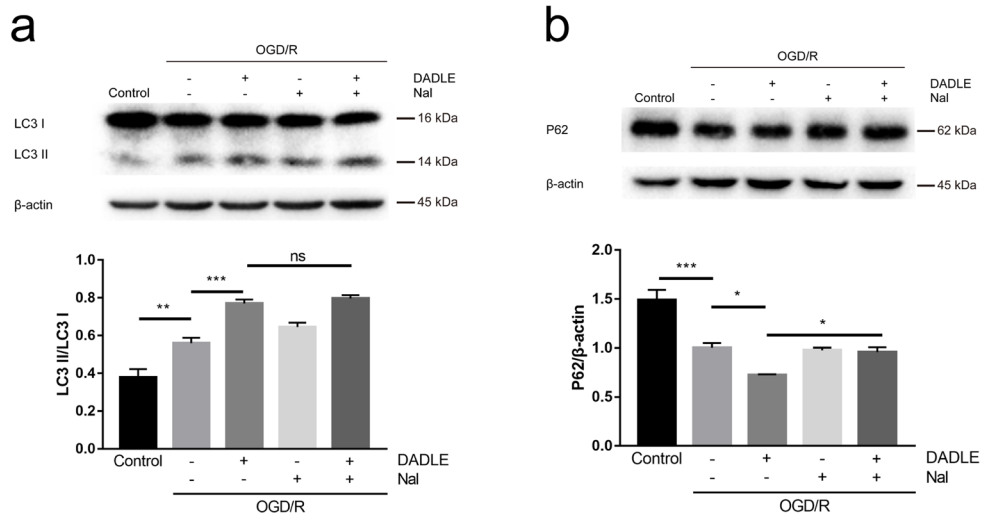 a
OGD/R
- + - + DADLE
Control - - + + Nal
LC3 I 16 kDa
LC3 II 14 kDa
β-actin 45 kDa
LC3 II/LC3 I
1.0
0.8
0.6
0.4
0.2
0.0
** *** ns
Control - + - + DADLE
- - + + Nal
OGD/R
b
OGD/R
- + - + DADLE
Control - - + + Nal
P62 62 kDa
β-actin 45 kDa
P62/β-actin
2.0
1.5
1.0
0.5
0.0
*** * *
Control - + - + DADLE
- - + + Nal
OGD/R